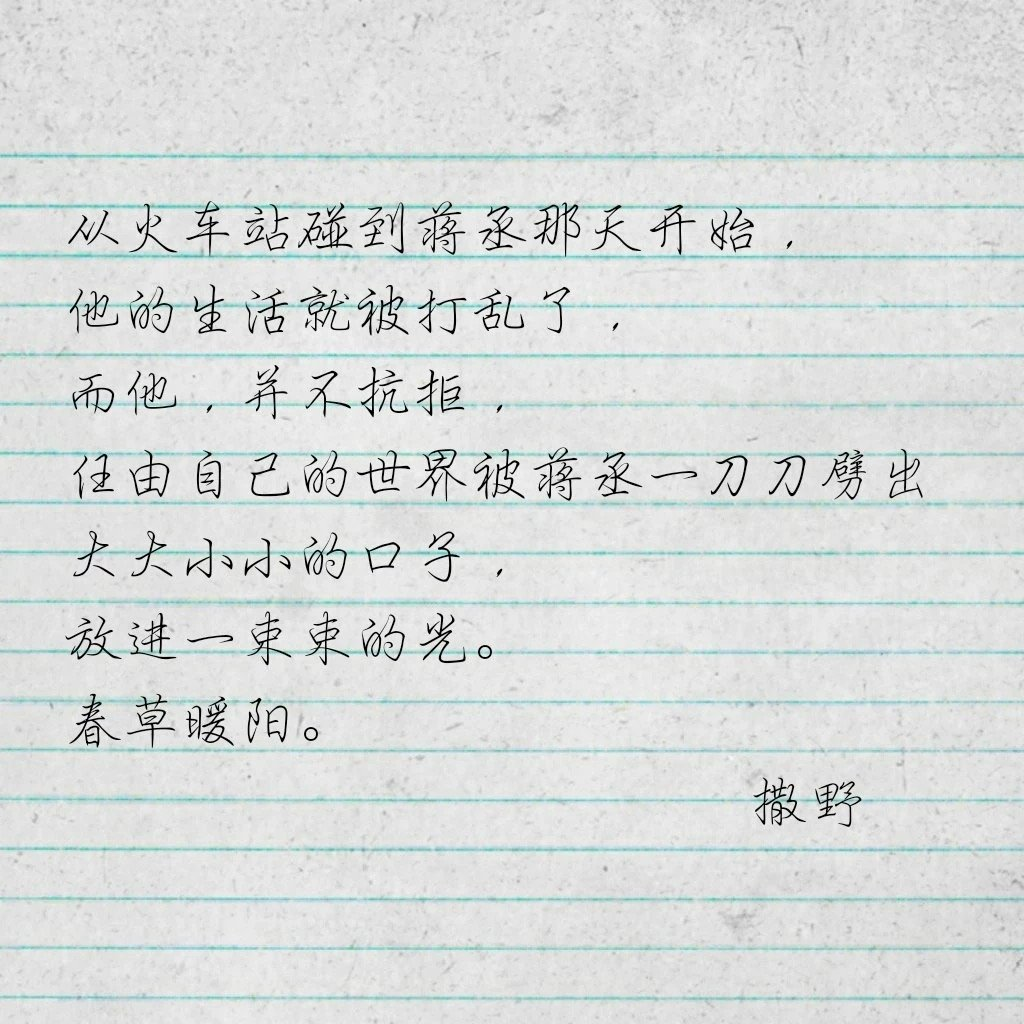 从火车站碰到蒋丞那天开始，
他的生活就被打乱了，
而他，并不抗拒，
任由自己的世界被蒋丞一刀刀劈出
大大小小的口子，
放进一束束的光。
春草暖阳。
撒野